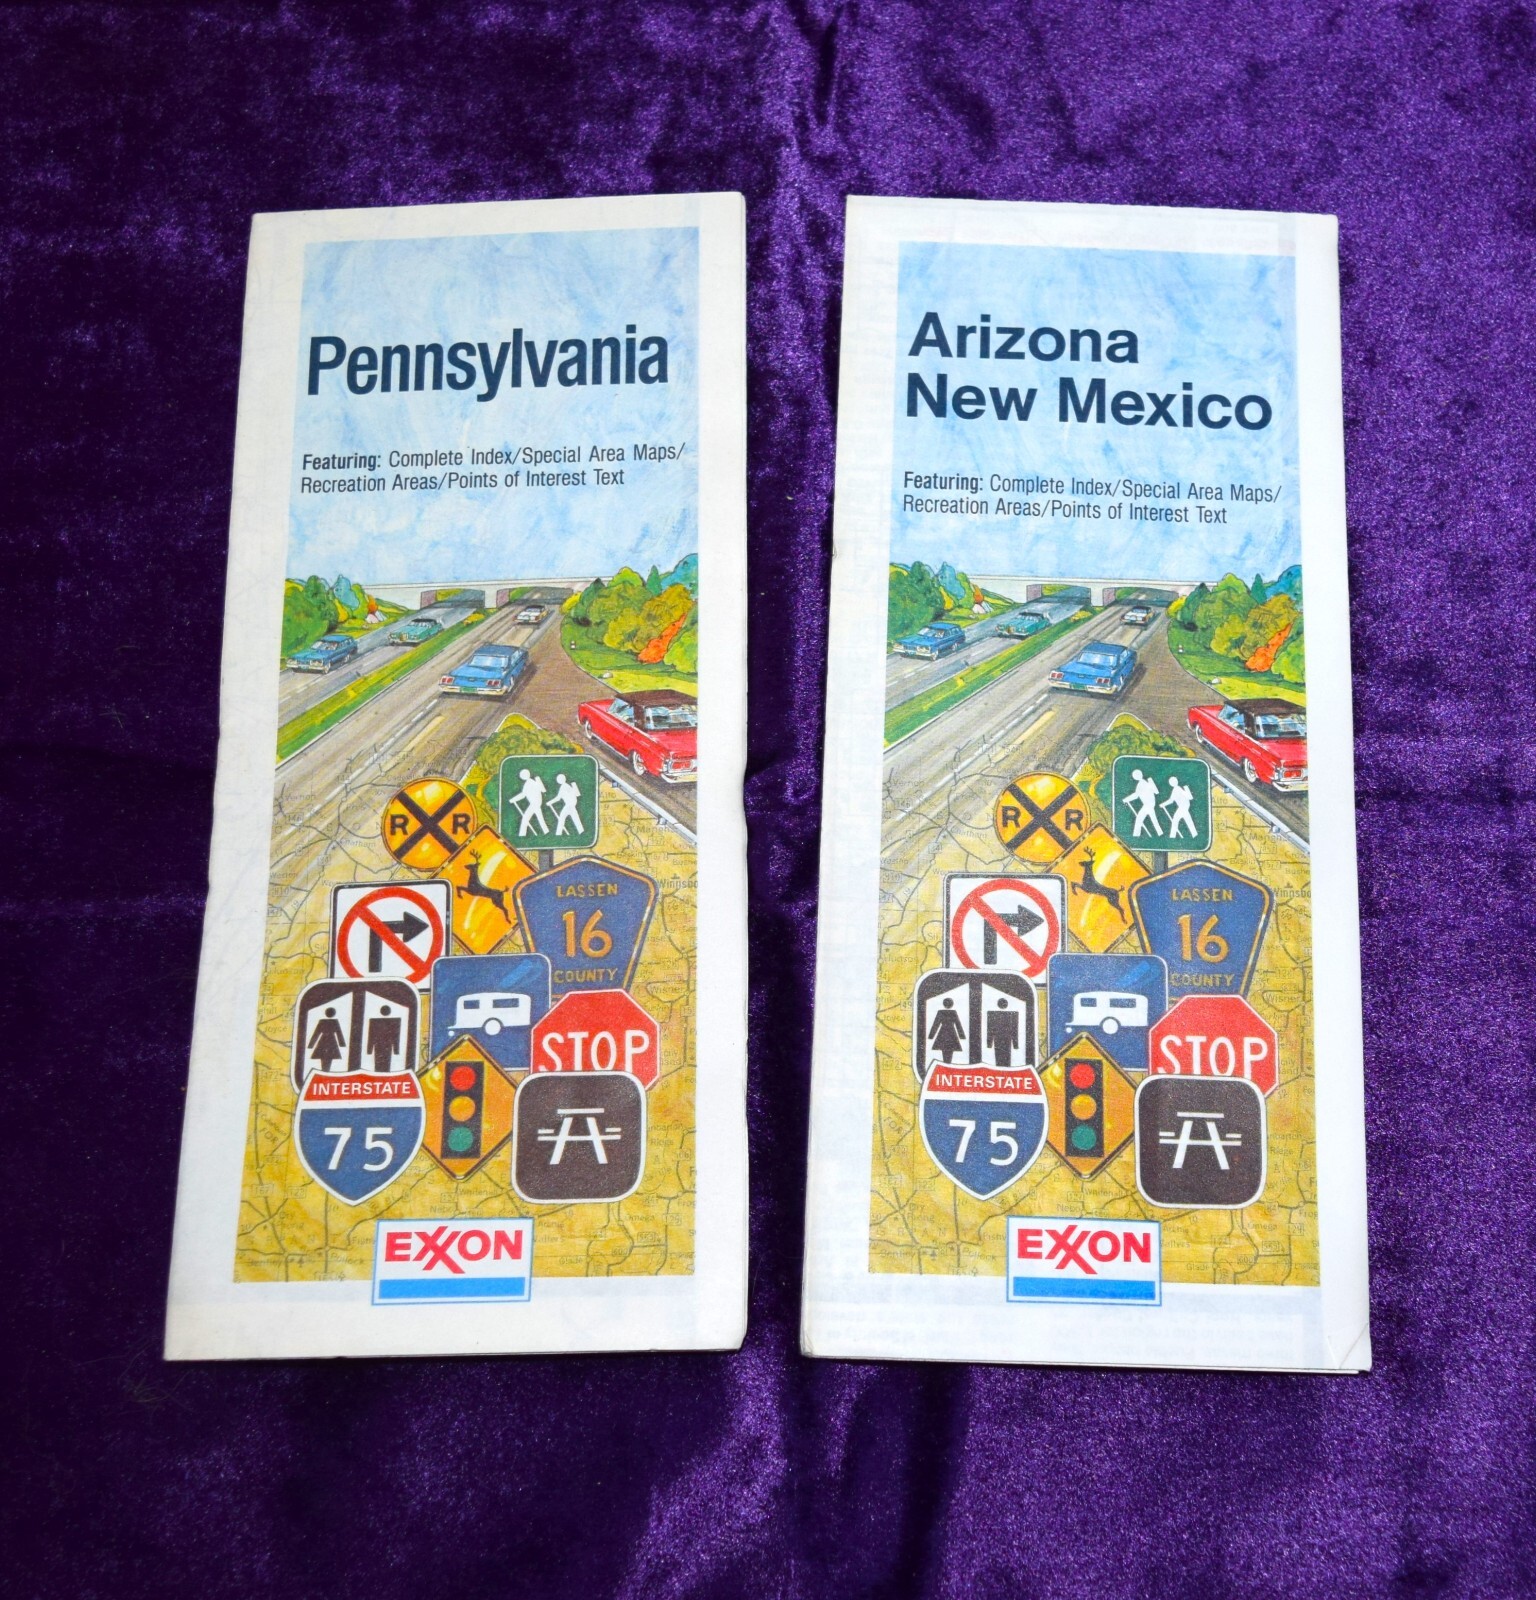 Pennsylvania
Featuring: Complete Index/Special Area Maps/
Recreation Areas/Points of Interest Text
R R
LASSEN
16
COUNTY
STOP
INTERSTATE
75
EXXON
Arizona
New Mexico
Featuring: Complete Index/Special Area Maps/
Recreation Areas/Points of Interest Text
R R
LASSEN
16
COUNTY
STOP
INTERSTATE
75
EXXON